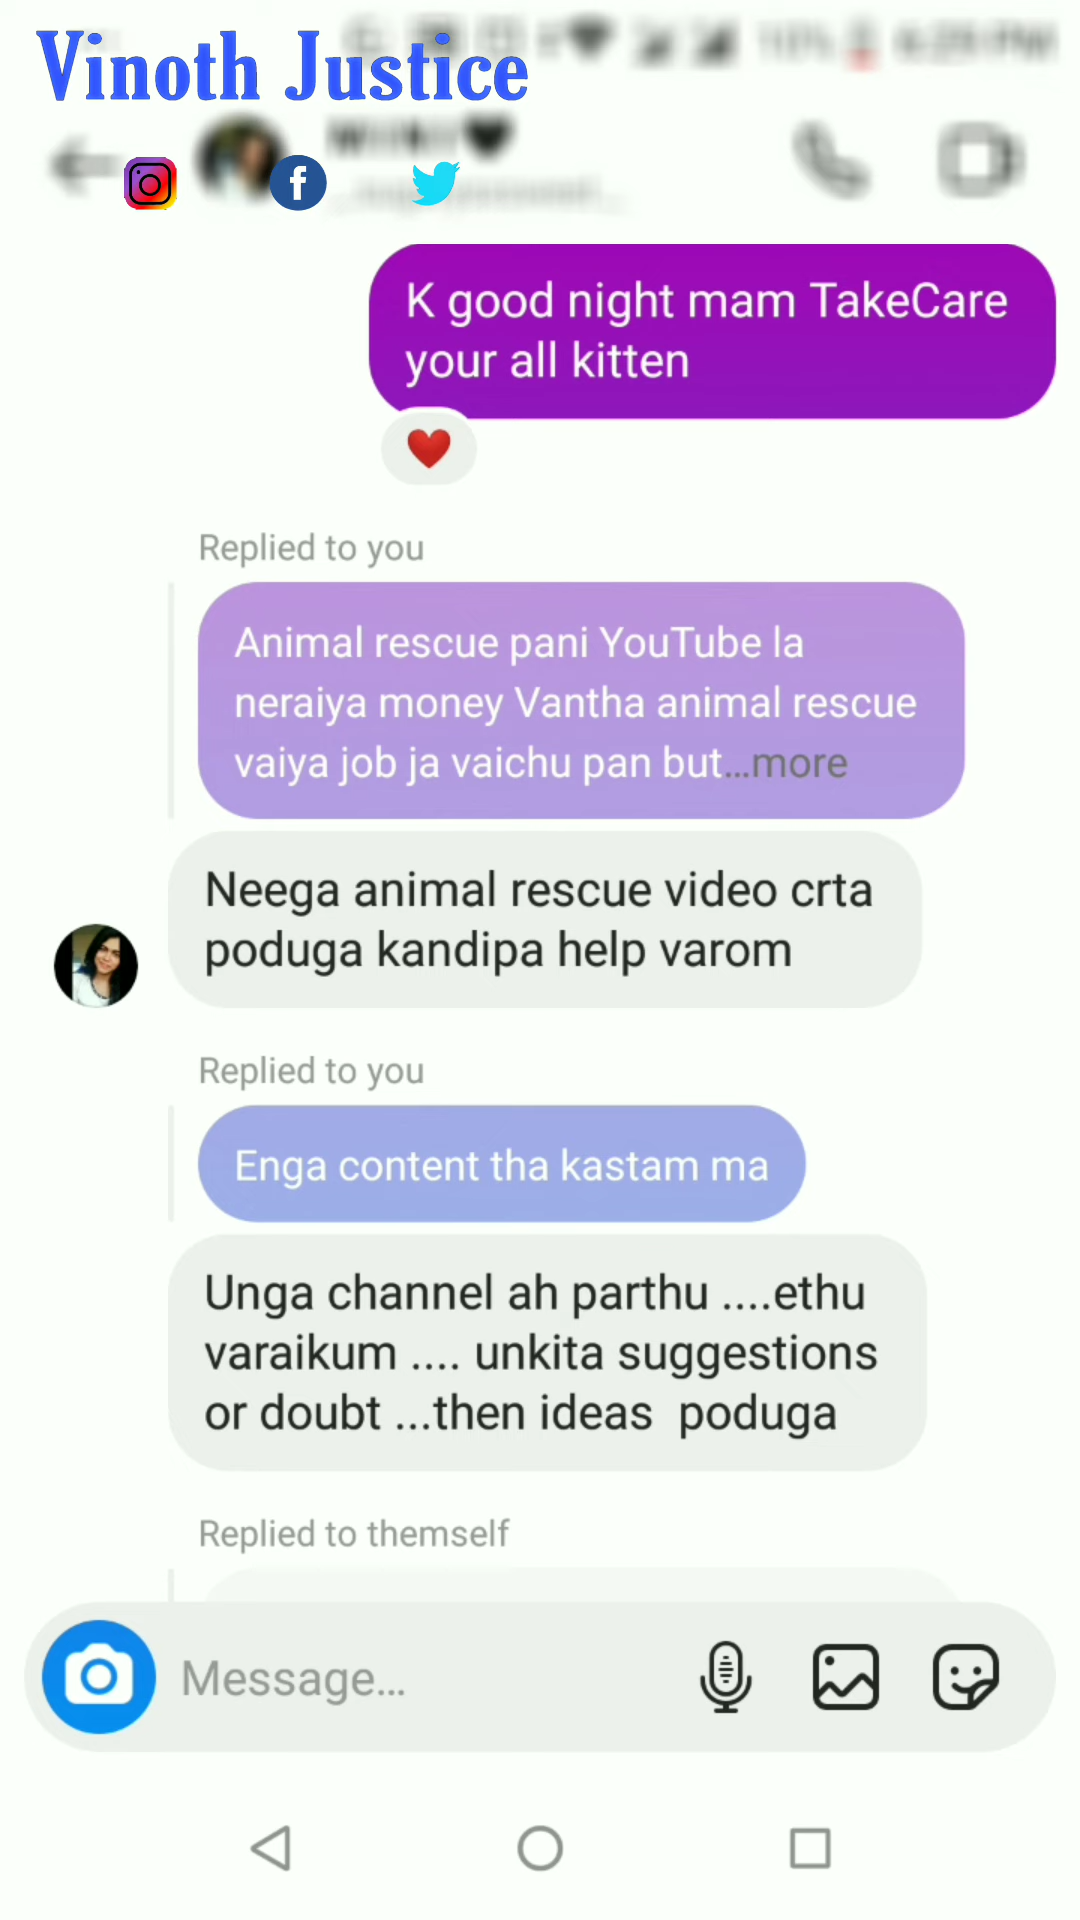 Vinoth Justice
K good night mam TakeCare
your all kitten
Replied to you
Animal rescue pani YouTube la
neraiya money Vantha animal rescue
vaiya job ja vaichu pan but...more
Neega animal rescue video crta
poduga kandipa help varom
Replied to you
Enga content tha kastam ma
Unga channel ah parthu ....ethu
varaikum .... unkita suggestions
or doubt ...then ideas  poduga
Replied to themself
Message...